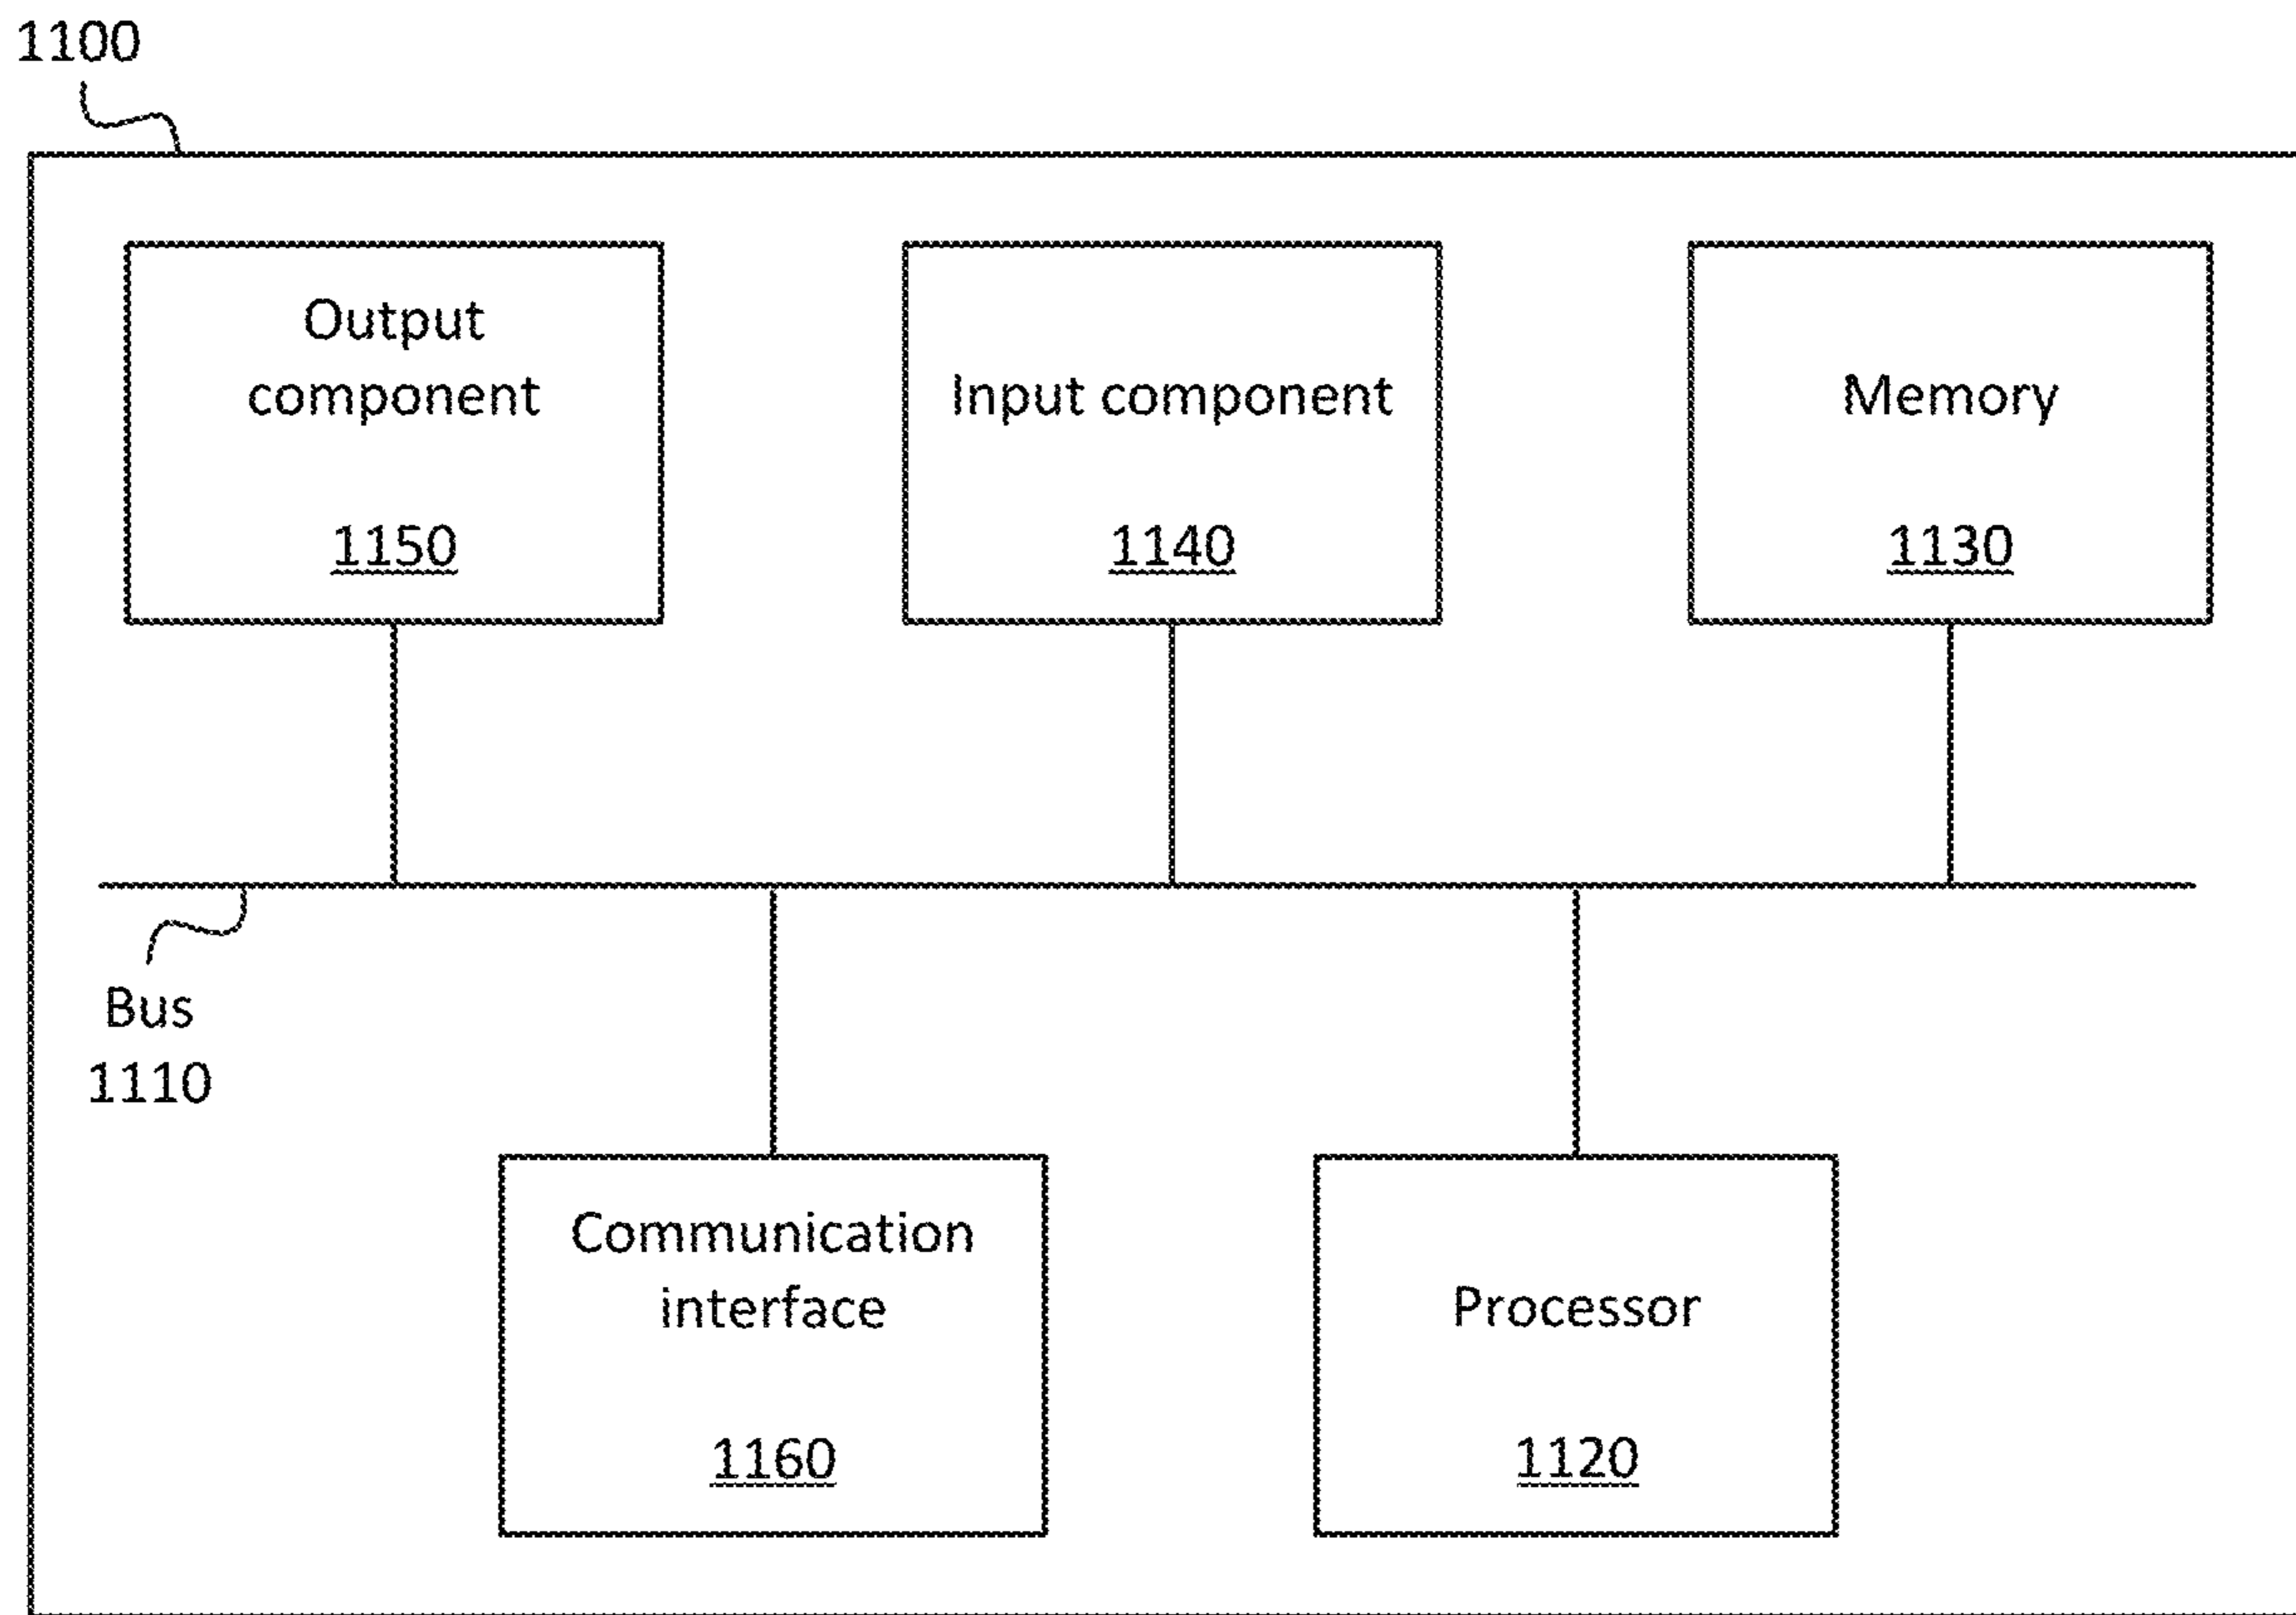 1100
Output
component
1150
Input component
1140
Memory
1130
Bus
1110
Communication
interface
1160
Processor
1120